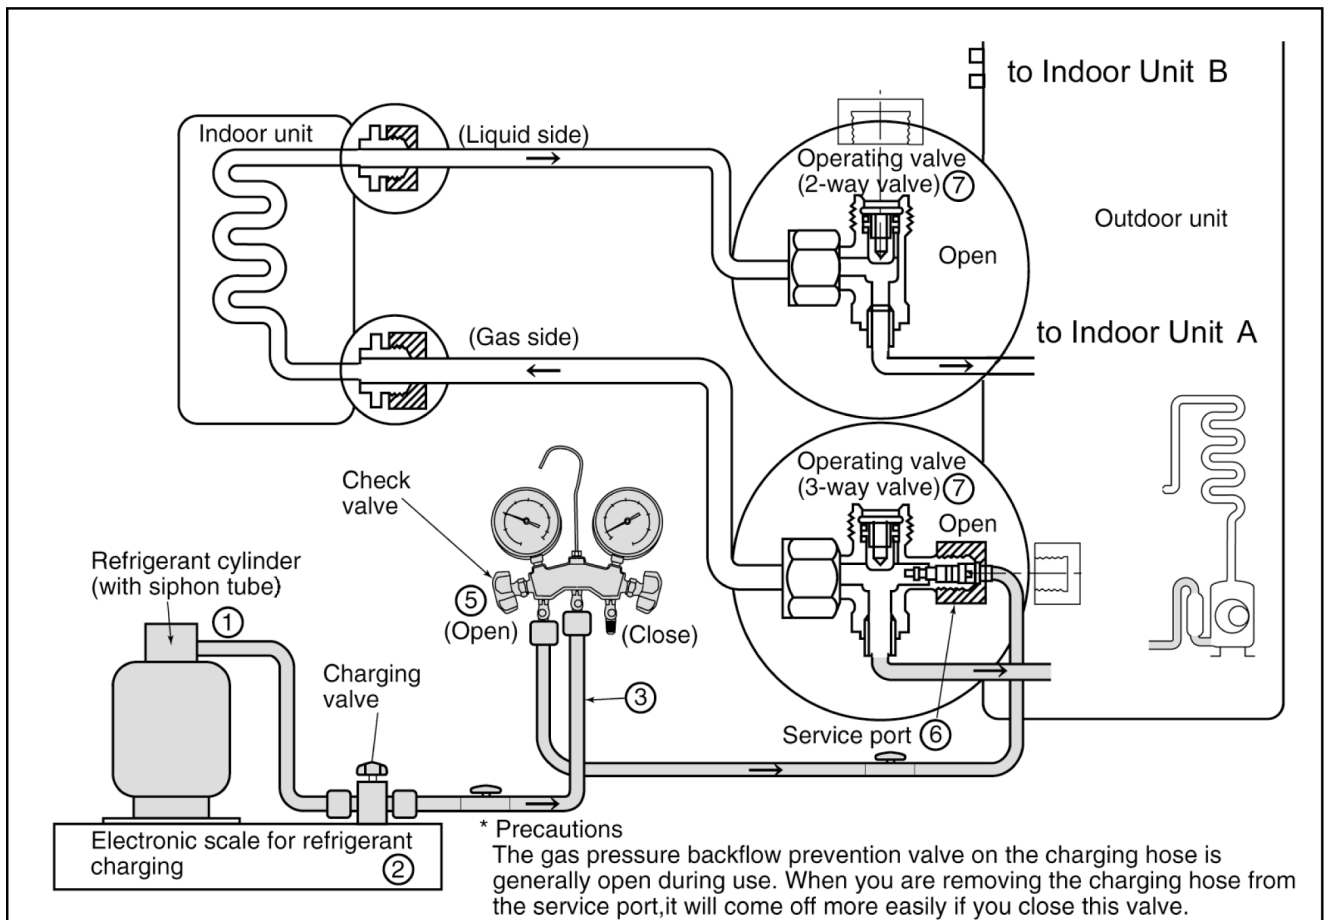 to Indoor Unit B
Indoor unit
(Liquid side)
Operating valve
(2-way valve) ⑦
Outdoor unit
Open
to Indoor Unit A
(Gas side)
Operating valve
(3-way valve) ⑦
Open
Check
valve
Refrigerant cylinder
(with siphon tube)
①
⑤
(Open)
(Close)
Charging
valve
③
Service port ⑥
Electronic scale for refrigerant
charging ②
* Precautions
The gas pressure backflow prevention valve on the charging hose is
generally open during use. When you are removing the charging hose from
the service port,it will come off more easily if you close this valve.